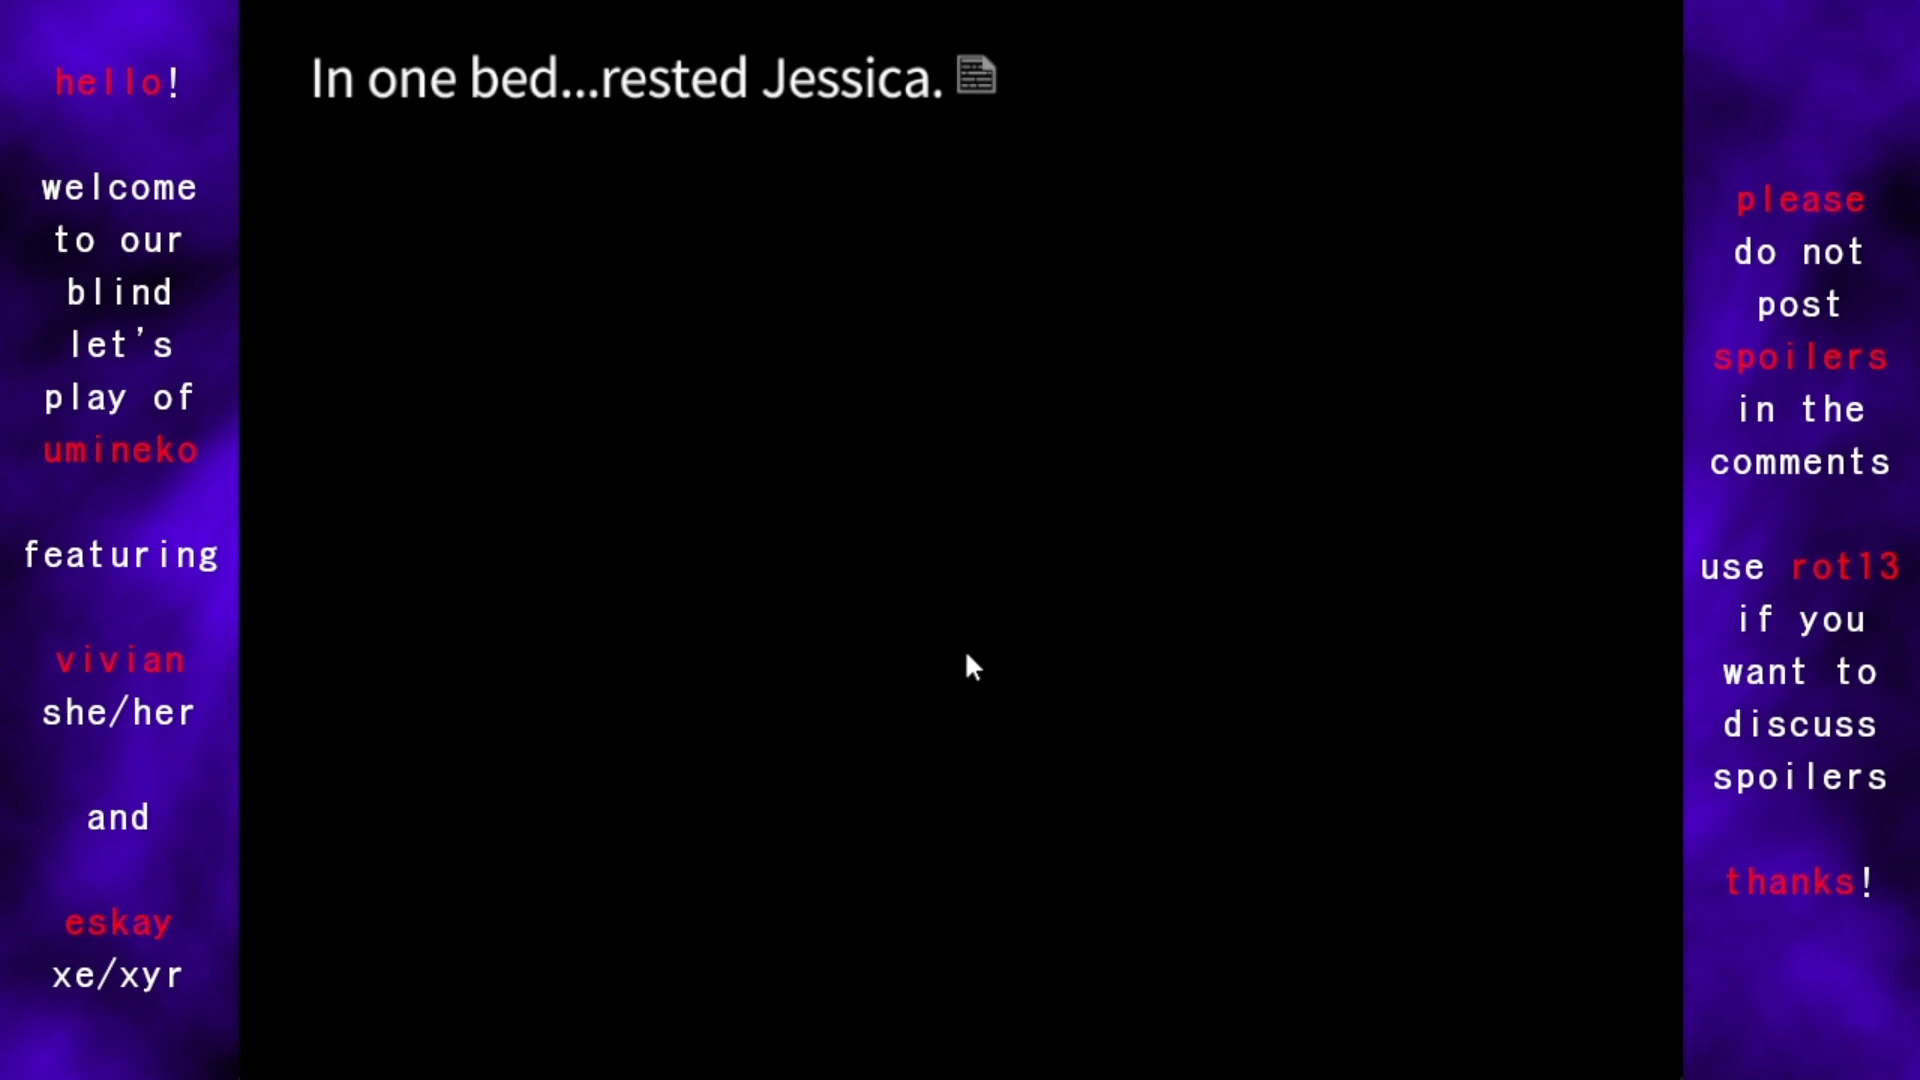 hello!
welcome
to our
blind
let's
play of
umineko
featuring
vivian
she/her
and
eskay
xe/xyr
In one bed...rested Jessica.
please
do not
post
spoilers
in the
comments
use rot13
if you
want to
discuss
spoilers
thanks!